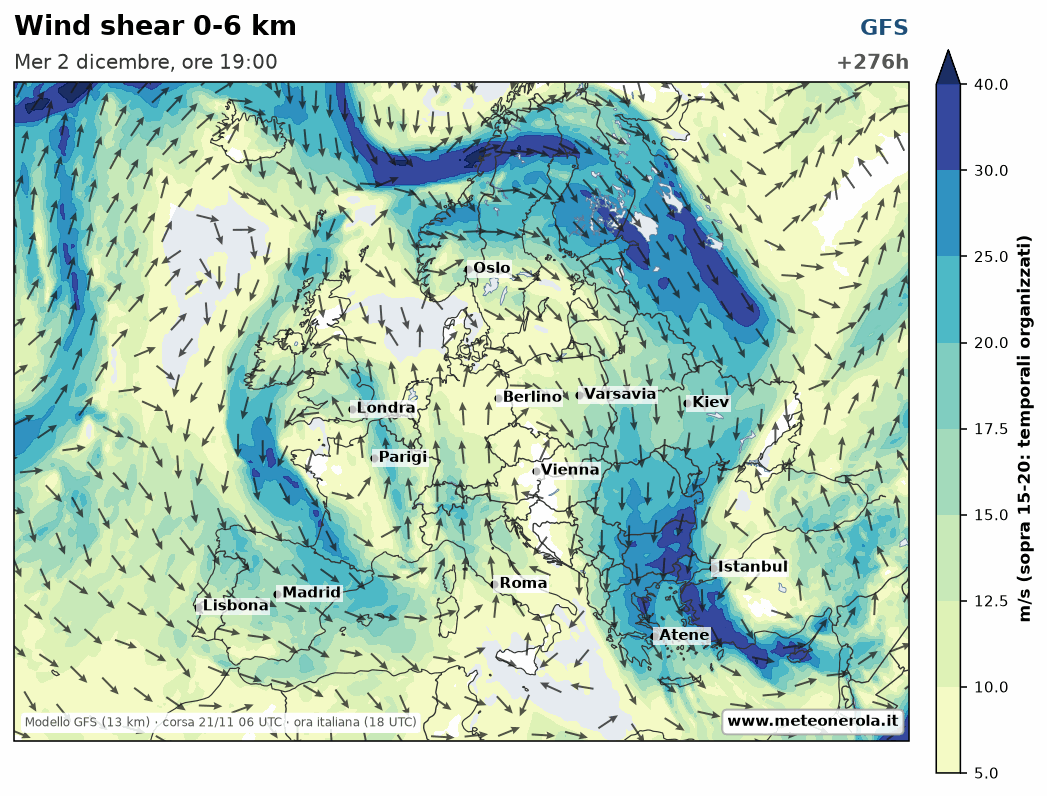 Wind shear 0-6 km
GFS
Mer 2 dicembre, ore 19:00
+276h
40.0
30.0
25.0
20.0
17.5
15.0
12.5
10.0
5.0
m/s (sopra 15-20: temporali organizzati)
Oslo
Berlino
Varsavia
Kiev
Londra
Parigi
Vienna
Istanbul
Roma
Madrid
Lisbona
Atene
Modello GFS (13 km) · corsa 21/11 06 UTC · ora italiana (18 UTC)
www.meteonerola.it